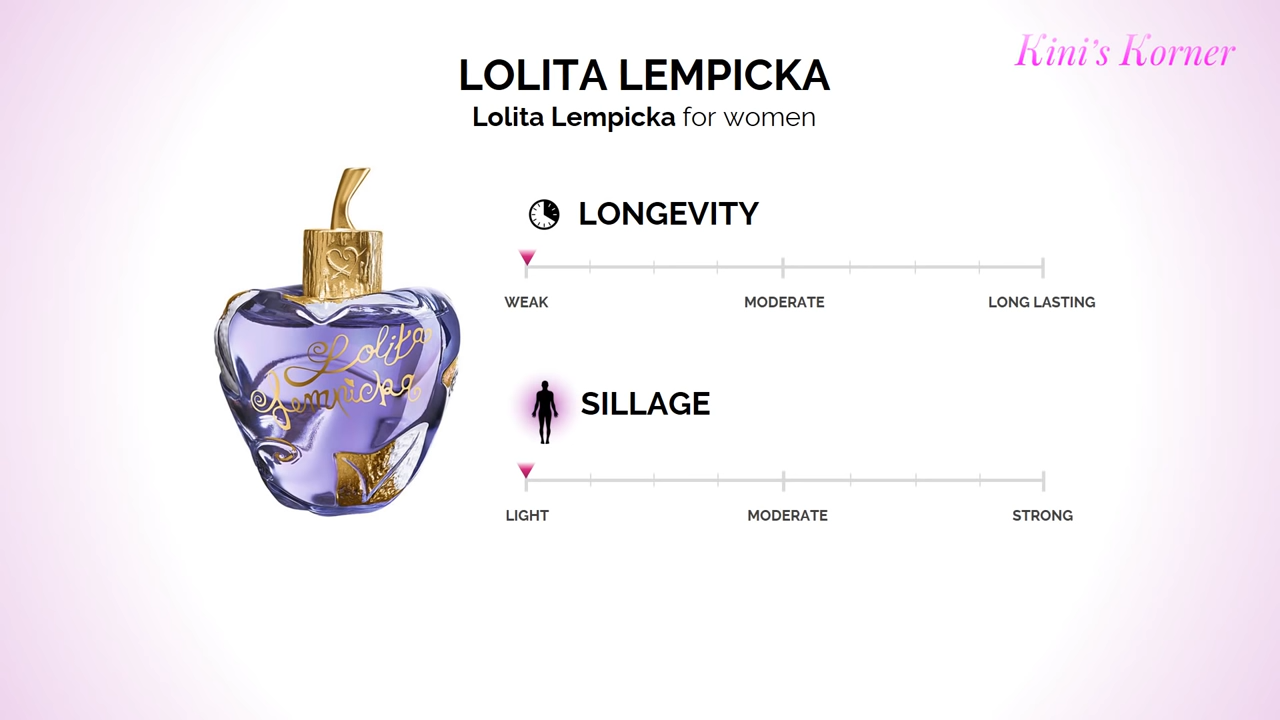 Kini's Korner
LOLITA LEMPICKA
Lolita Lempicka for women
Lolita
Lempicka
LONGEVITY
WEAK MODERATE LONG LASTING
SILLAGE
LIGHT MODERATE STRONG